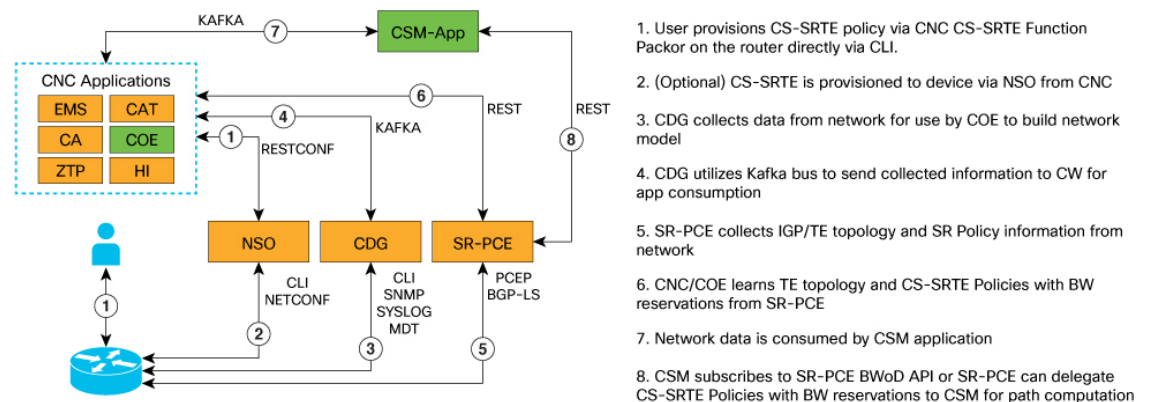 KAFKA
7
CSM-App
CNC Applications
EMS
CAT
CA
COE
ZTP
HI
6
REST
REST
4
KAFKA
8
1
RESTCONF
NSO
CDG
SR-PCE
CLI
NETCONF
CLI
SNMP
SYSLOG
MDT
PCEP
BGP-LS
1
2
3
5
1. User provisions CS-SRTE policy via CNC CS-SRTE Function
Packor on the router directly via CLI.
2. (Optional) CS-SRTE is provisioned to device via NSO from CNC
3. CDG collects data from network for use by COE to build network
model
4. CDG utilizes Kafka bus to send collected information to CW for
app consumption
5. SR-PCE collects IGP/TE topology and SR Policy information from
network
6. CNC/COE learns TE topology and CS-SRTE Policies with BW
reservations from SR-PCE
7. Network data is consumed by CSM application
8. CSM subscribes to SR-PCE BWoD API or SR-PCE can delegate
CS-SRTE Policies with BW reservations to CSM for path computation